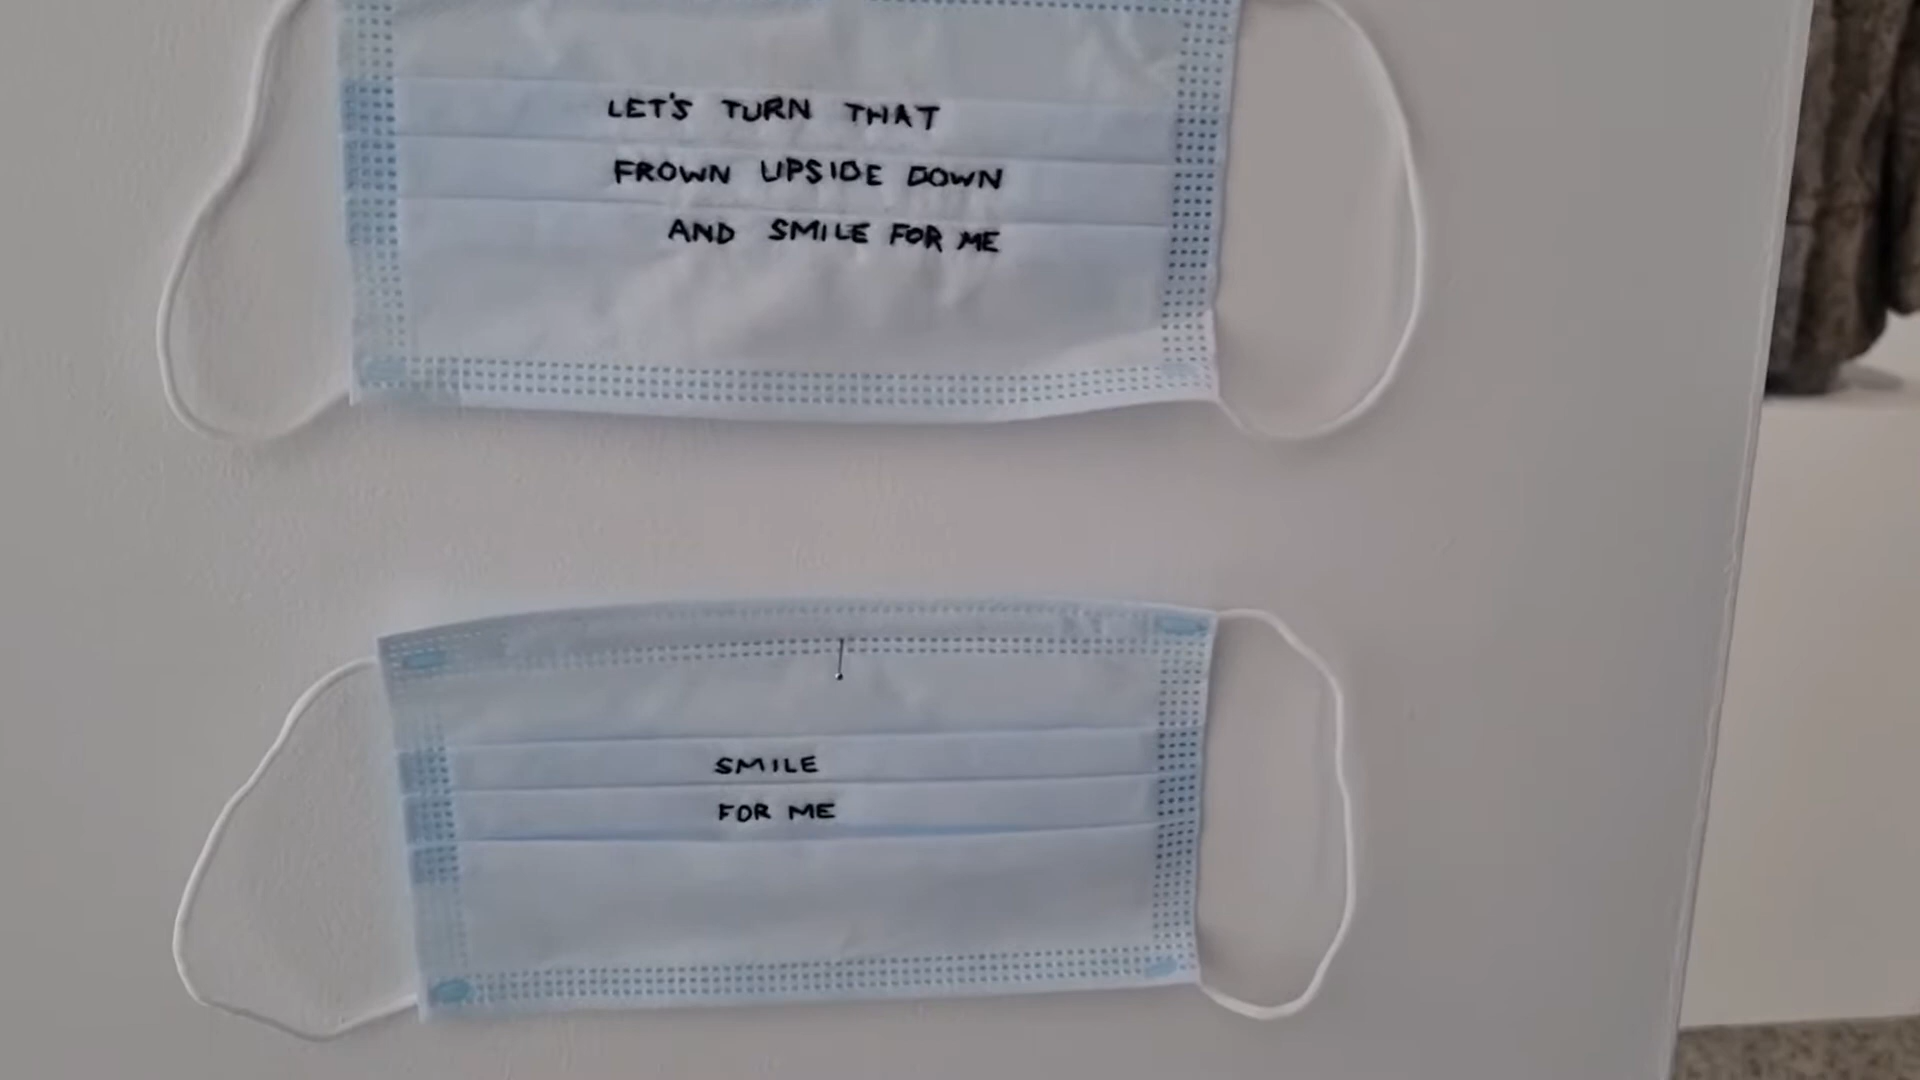 LET'S TURN THAT
FROWN UPSIDE DOWN
AND SMILE FOR ME
SMILE
FOR ME